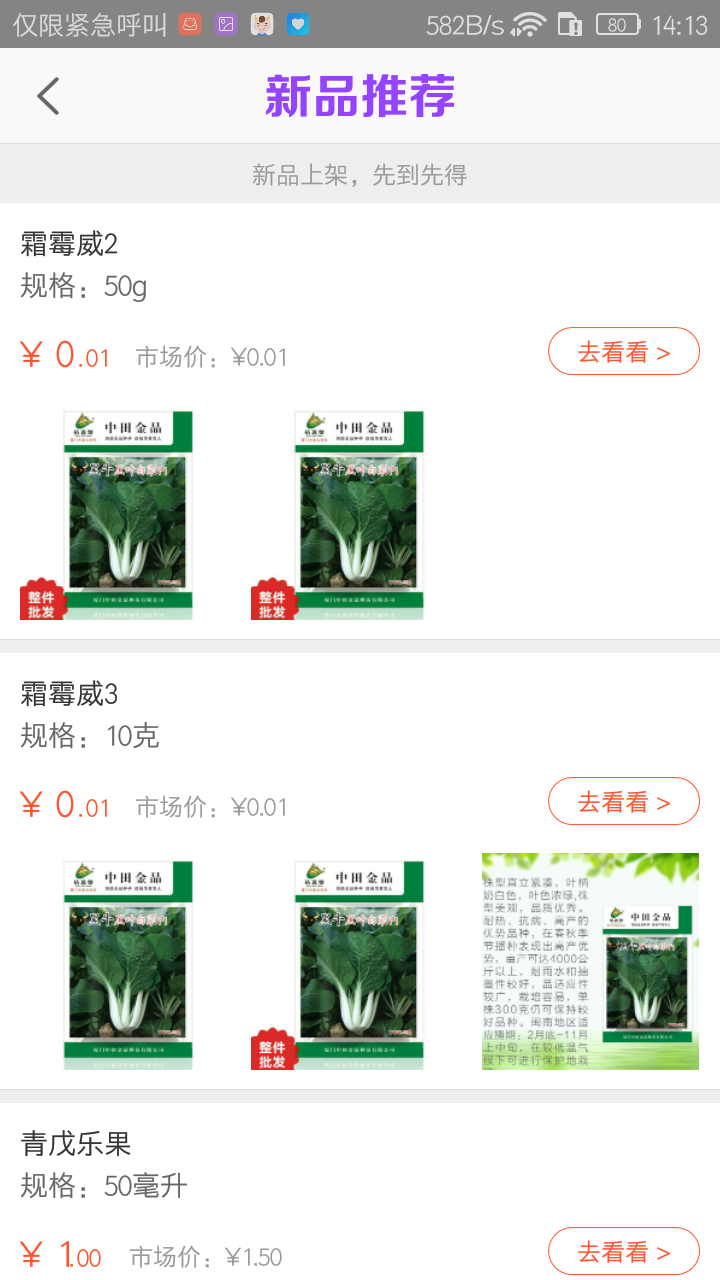 仅限紧急呼叫
582B/s 80 14:13
新品推荐
新品上架，先到先得
霜霉威2
规格：50g
¥ 0.01 市场价：¥0.01
去看看 >
中田金品
整件
批发
中田金品
整件
批发
霜霉威3
规格：10克
¥ 0.01 市场价：¥0.01
去看看 >
中田金品
中田金品
整件
批发
株型直立紧凑，叶柄
奶白色，叶色浓绿,株
型美观，品质优秀。
耐热、抗病、高产的
优势品种，在春秋季
节播种表现出高产优
势，亩产可达4000公
斤以上，耐雨水和抽
薹性较好，品适应性
较广，栽培容易，单
株300克仍可保持较
好品种。闽南地区适
应播期：2月底-11月
上中旬，在较低温气
候下可进行保护地栽
中田金品
青戊乐果
规格：50毫升
¥ 1.00 市场价：¥1.50
去看看 >